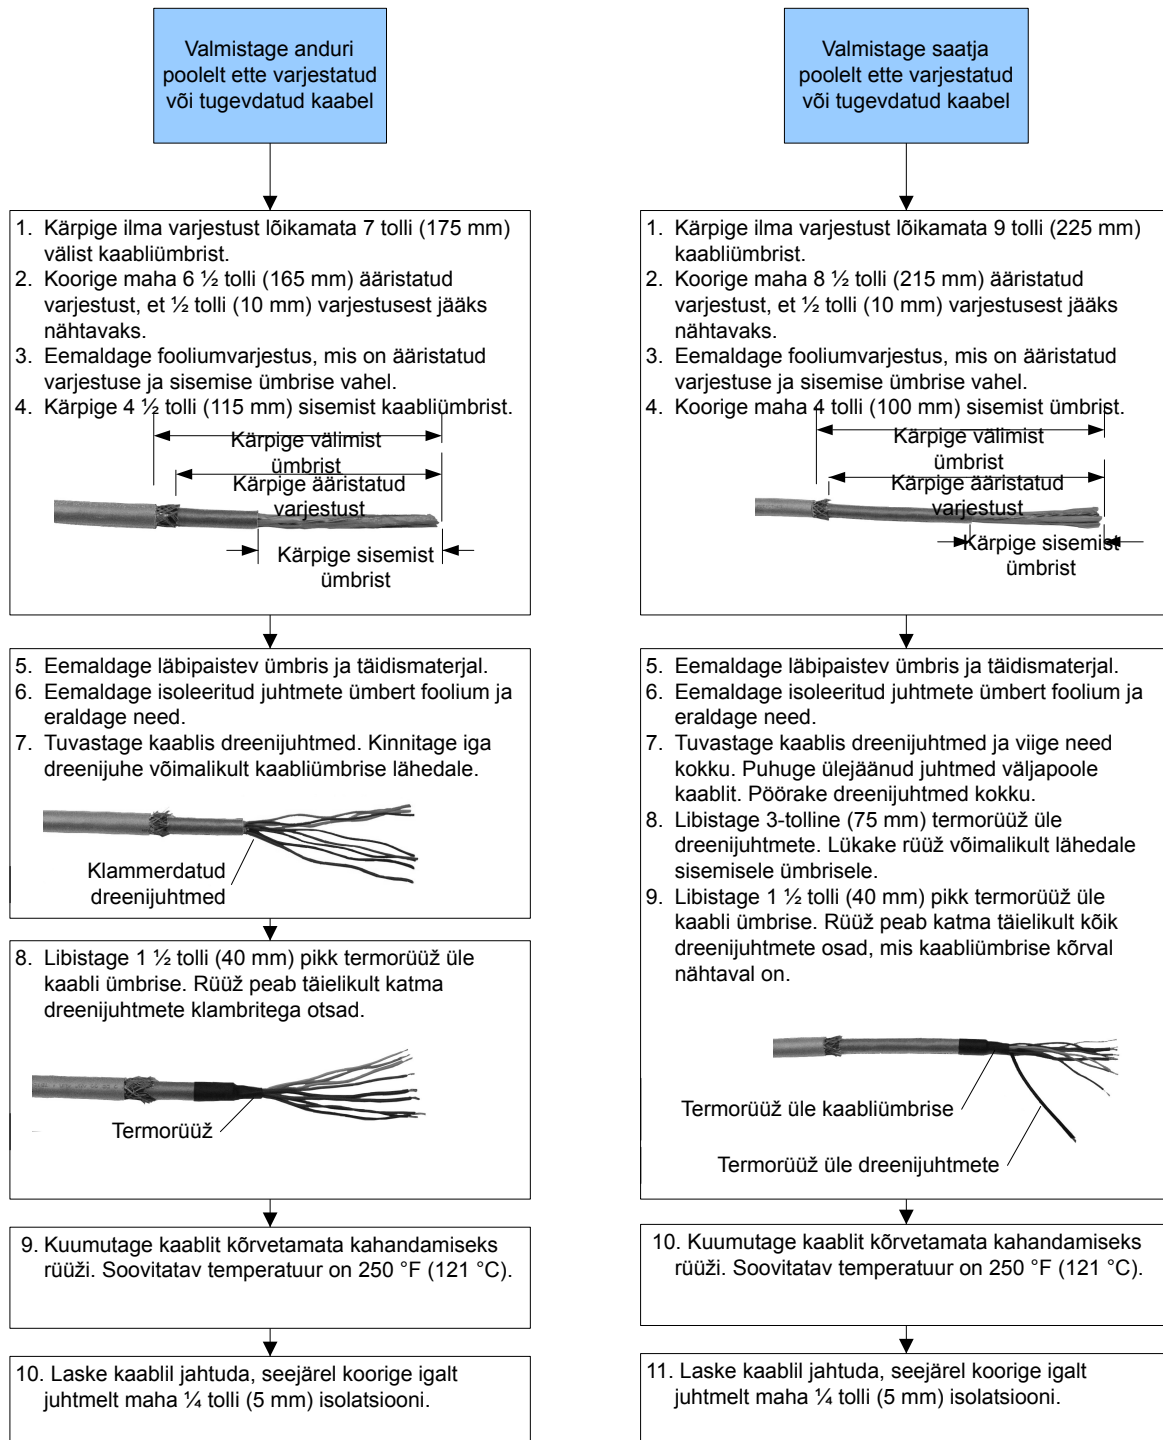 Valmistage anduri
poolelt ette varjestatud
või tugevdatud kaabel
1. Kärpige ilma varjestust lõikamata 7 tolli (175 mm)
välist kaabliümbrist.
2. Koorige maha 6 ½ tolli (165 mm) ääristatud
varjestust, et ½ tolli (10 mm) varjestusest jääks
nähtavaks.
3. Eemaldage fooliumvarjestus, mis on ääristatud
varjestuse ja sisemise ümbrise vahel.
4. Kärpige 4 ½ tolli (115 mm) sisemist kaabliümbrist.
Kärpige välimist
ümbrist
Kärpige ääristatud
varjestust
Kärpige sisemist
ümbrist
5. Eemaldage läbipaistev ümbris ja täidismaterjal.
6. Eemaldage isoleeritud juhtmete ümbert foolium ja
eraldage need.
7. Tuvastage kaablis dreenijuhtmed. Kinnitage iga
dreenijuhe võimalikult kaabliümbrise lähedale.
Klammerdatud
dreenijuhtmed
8. Libistage 1 ½ tolli (40 mm) pikk termorüüž üle
kaabli ümbrise. Rüüž peab täielikult katma
dreenijuhtmete klambritega otsad.
Termorüüž
9. Kuumutage kaablit kõrvetamata kahandamiseks
rüüži. Soovitatav temperatuur on 250 °F (121 °C).
10. Laske kaablil jahtuda, seejärel koorige igalt
juhtmelt maha ¼ tolli (5 mm) isolatsiooni.
Valmistage saatja
poolelt ette varjestatud
või tugevdatud kaabel
1. Kärpige ilma varjestust lõikamata 9 tolli (225 mm)
kaabliümbrist.
2. Koorige maha 8 ½ tolli (215 mm) ääristatud
varjestust, et ½ tolli (10 mm) varjestusest jääks
nähtavaks.
3. Eemaldage fooliumvarjestus, mis on ääristatud
varjestuse ja sisemise ümbrise vahel.
4. Koorige maha 4 tolli (100 mm) sisemist ümbrist.
Kärpige välimist
ümbrist
Kärpige ääristatud
varjestust
Kärpige sisemist
ümbrist
5. Eemaldage läbipaistev ümbris ja täidismaterjal.
6. Eemaldage isoleeritud juhtmete ümbert foolium ja
eraldage need.
7. Tuvastage kaablis dreenijuhtmed ja viige need
kokku. Puhuge ülejäänud juhtmed väljapoole
kaablit. Pöörake dreenijuhtmed kokku.
8. Libistage 3-tolline (75 mm) termorüüž üle
dreenijuhtmete. Lükake rüüž võimalikult lähedale
sisemisele ümbrisele.
9. Libistage 1 ½ tolli (40 mm) pikk termorüüž üle
kaabli ümbrise. Rüüž peab katma täielikult kõik
dreenijuhtmete osad, mis kaabliümbrise kõrval
nähtaval on.
Termorüüž üle kaabliümbrise
Termorüüž üle dreenijuhtmete
10. Kuumutage kaablit kõrvetamata kahandamiseks
rüüži. Soovitatav temperatuur on 250 °F (121 °C).
11. Laske kaablil jahtuda, seejärel koorige igalt
juhtmelt maha ¼ tolli (5 mm) isolatsiooni.